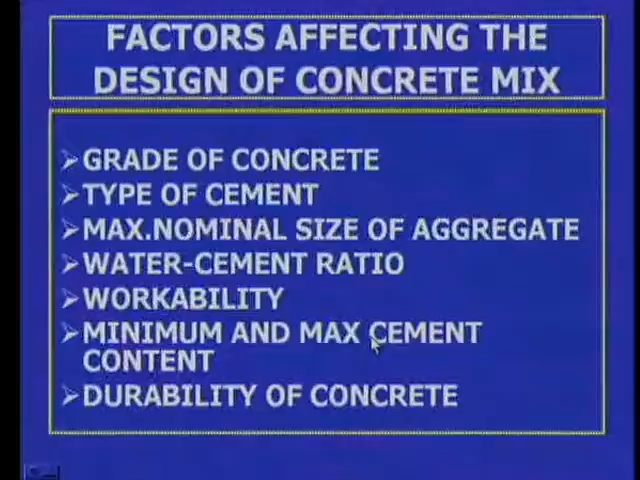 FACTORS AFFECTING THE
DESIGN OF CONCRETE MIX
➢GRADE OF CONCRETE
➢TYPE OF CEMENT
➢MAX.NOMINAL SIZE OF AGGREGATE
➢WATER-CEMENT RATIO
➢WORKABILITY
➢MINIMUM AND MAX CEMENT
CONTENT
➢DURABILITY OF CONCRETE